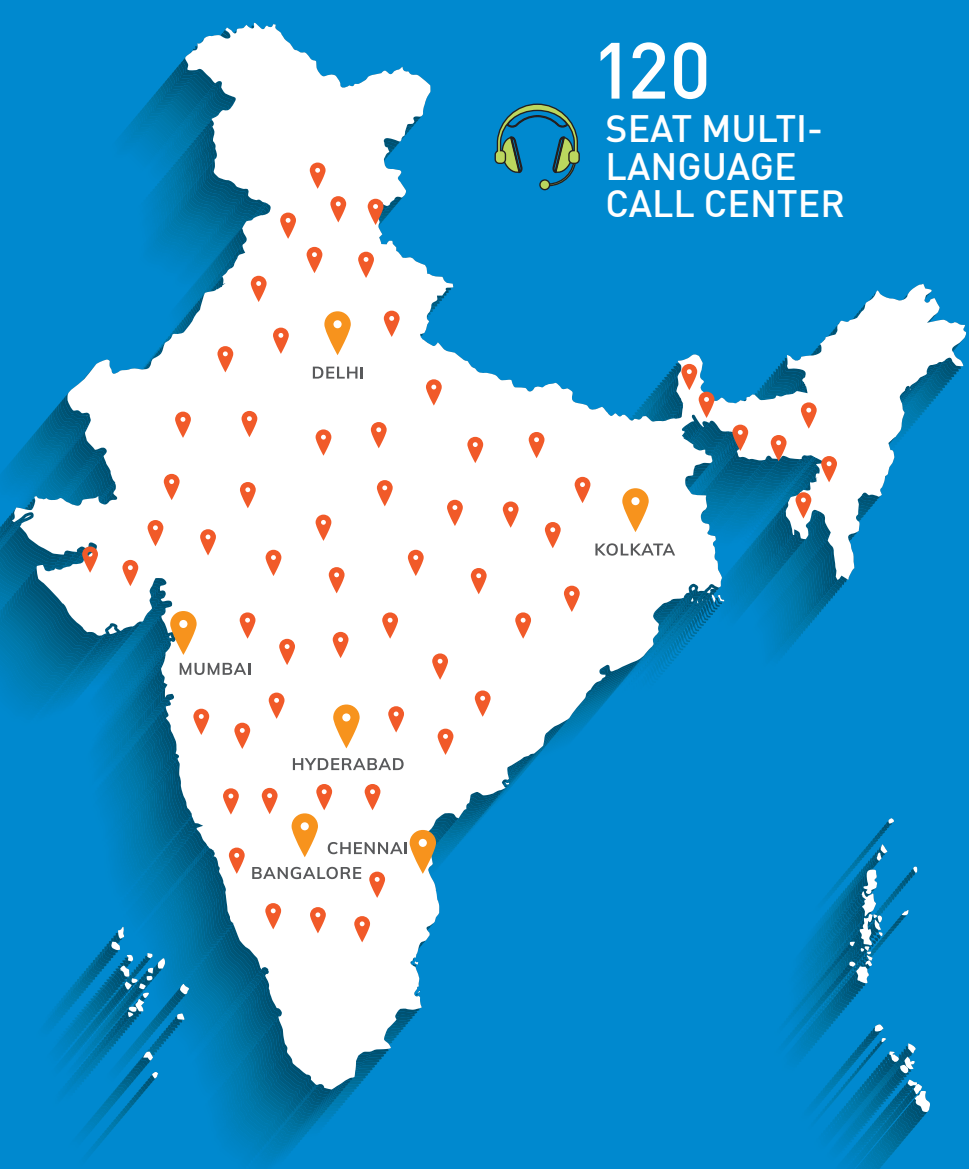 120
SEAT MULTI-
LANGUAGE
CALL CENTER
DELHI
KOLKATA
MUMBAI
HYDERABAD
CHENNAI
BANGALORE